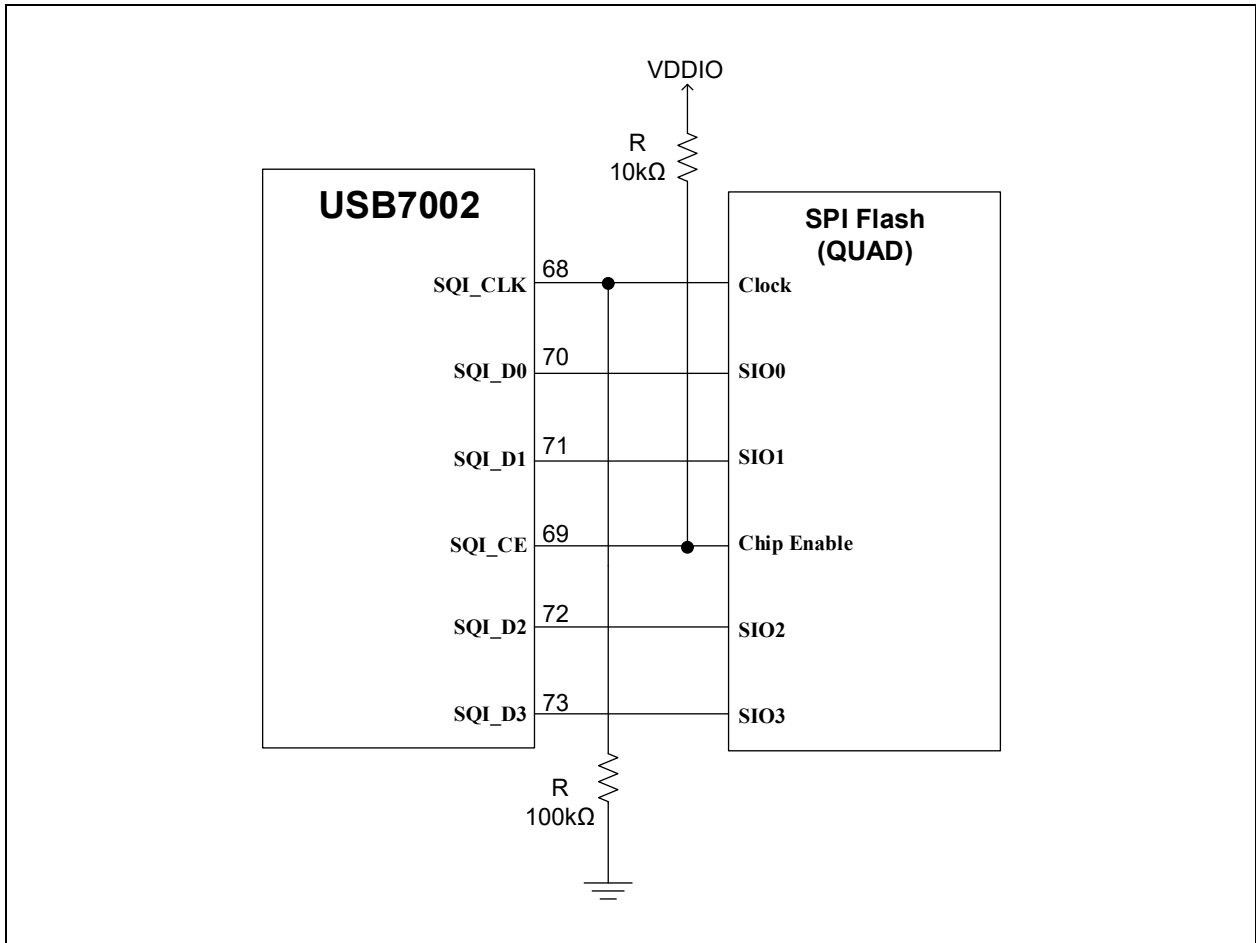 VDDIO
R
10kΩ
USB7002
SPI Flash
(QUAD)
SQI_CLK 68 Clock
SQI_D0 70 SIO0
SQI_D1 71 SIO1
SQI_CE 69 Chip Enable
SQI_D2 72 SIO2
SQI_D3 73 SIO3
R
100kΩ